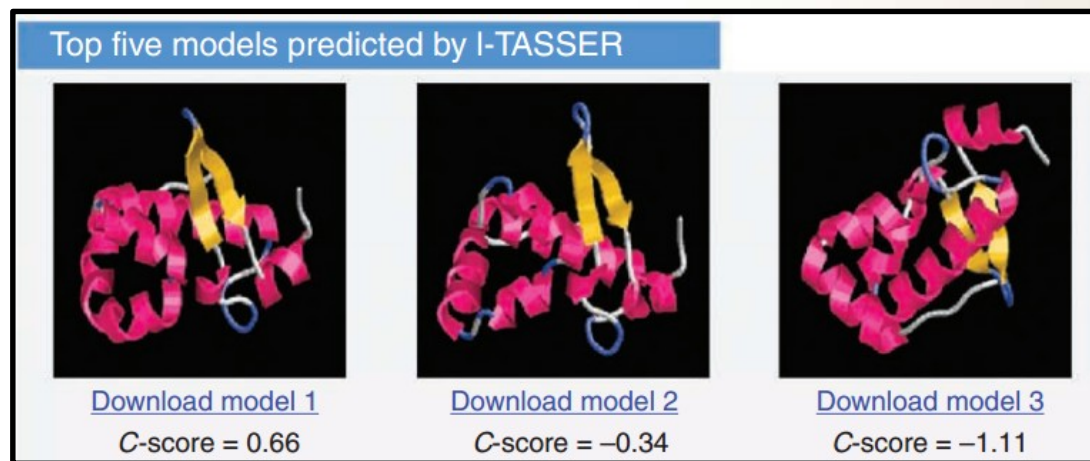 Top five models predicted by I-TASSER
Download model 1 Download model 2 Download model 3
C-score = 0.66 C-score = –0.34 C-score = –1.11